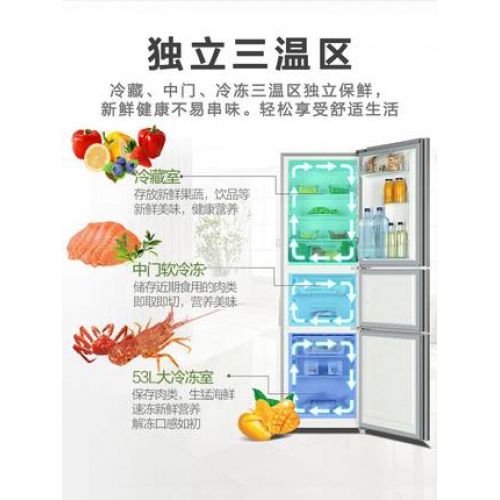 独立三温区
冷藏、中门、冷冻三温区独立保鲜,
新鲜健康不易串味。轻松享受舒适生活
冷藏室
存放新鲜果蔬，饮品等
新鲜美味，健康营养
中门软冷冻
储存近期食用的肉类
即取即切，营养美味
53L大冷冻室
保存肉类，生猛海鲜
速冻新鲜营养
解冻口感如初